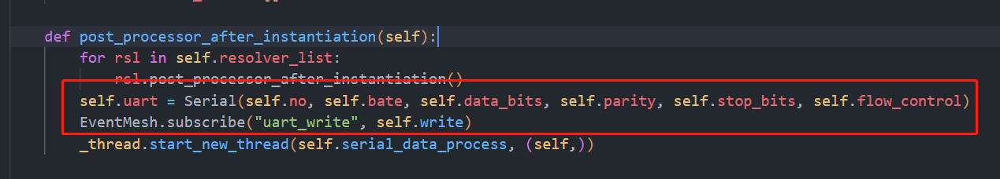 def post_processor_after_instantiation(self):
for rsl in self.resolver_list:
rsl.post_processor_after_instantiation()
self.uart = Serial(self.no, self.bate, self.data_bits, self.parity, self.stop_bits, self.flow_control)
EventMesh.subscribe("uart_write", self.write)
_thread.start_new_thread(self.serial_data_process, (self,))